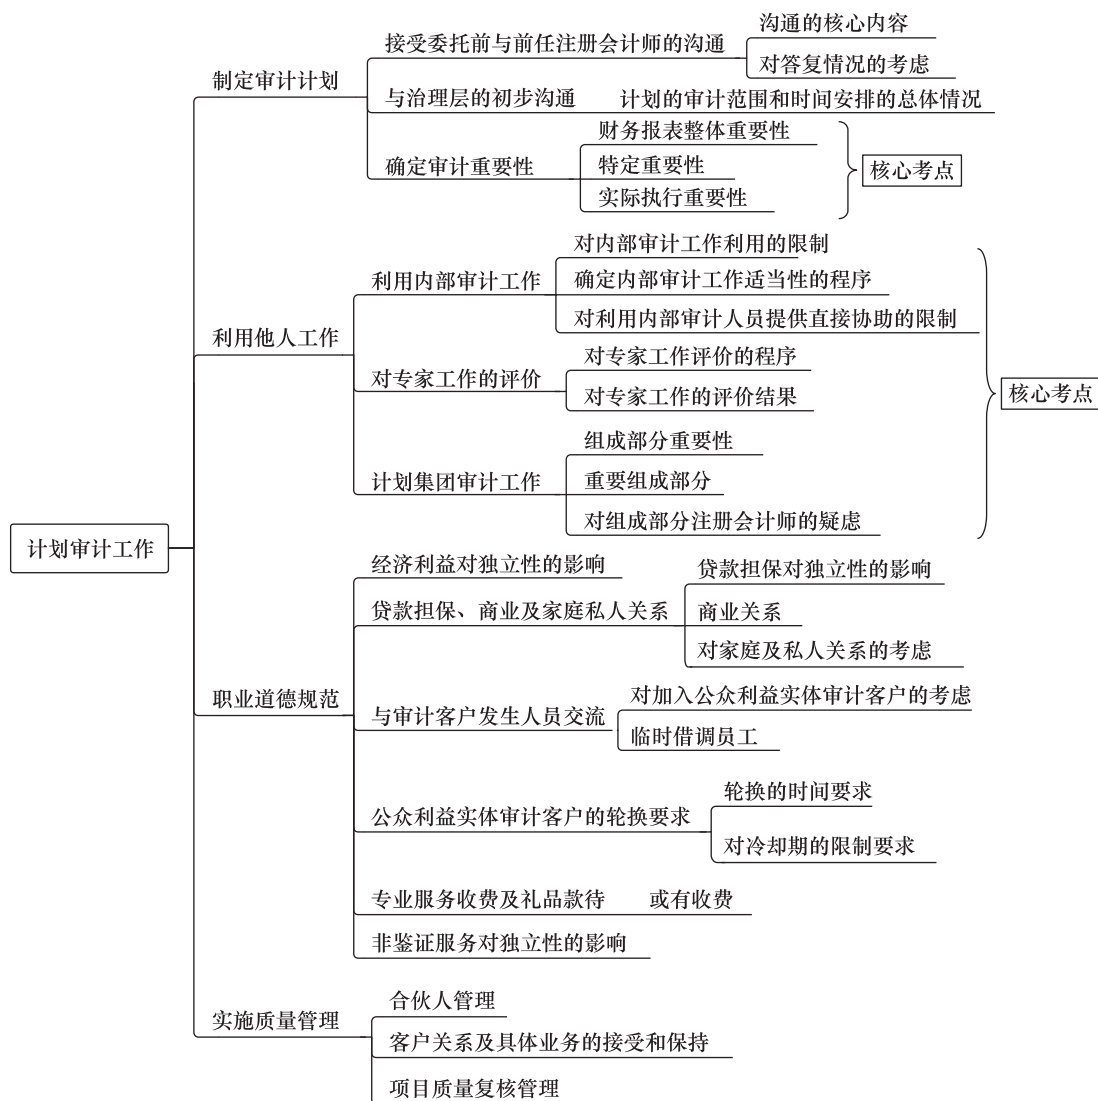 计划审计工作
制定审计计划
接受委托前与前任注册会计师的沟通
沟通的核心内容
对答复情况的考虑
与治理层的初步沟通
计划的审计范围和时间安排的总体情况
确定审计重要性
财务报表整体重要性
特定重要性
实际执行重要性
核心考点
利用他人工作
利用内部审计工作
对内部审计工作利用的限制
确定内部审计工作适当性的程序
对利用内部审计人员提供直接协助的限制
对专家工作的评价
对专家工作评价的程序
对专家工作的评价结果
计划集团审计工作
组成部分重要性
重要组成部分
对组成部分注册会计师的疑虑
核心考点
职业道德规范
经济利益对独立性的影响
贷款担保、商业及家庭私人关系
贷款担保对独立性的影响
商业关系
对家庭及私人关系的考虑
与审计客户发生人员交流
对加入公众利益实体审计客户的考虑
临时借调员工
公众利益实体审计客户的轮换要求
轮换的时间要求
对冷却期的限制要求
专业服务收费及礼品款待
或有收费
非鉴证服务对独立性的影响
实施质量管理
合伙人管理
客户关系及具体业务的接受和保持
项目质量复核管理